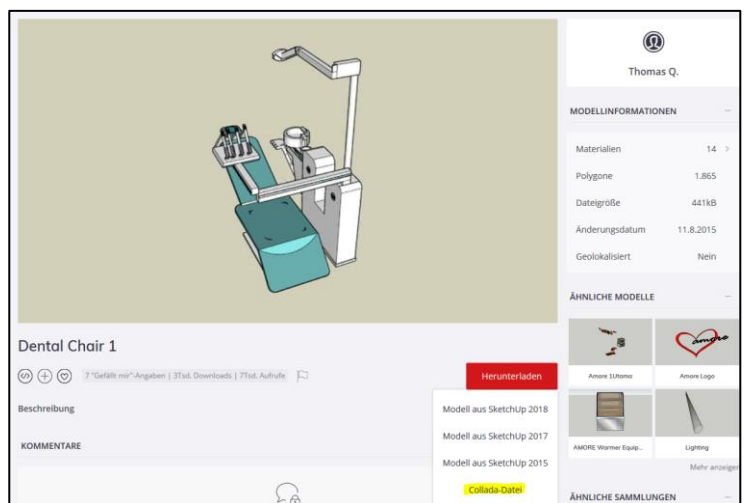 Thomas Q.
MODELLINFORMATIONEN
Materialien 14
Polygone 1.865
Dateigröße 441kB
Änderungsdatum 11.8.2015
Geolokalisiert Nein
ÄHNLICHE MODELLE
Amore 1Utomo
amore
Amore Logo
AMORE Warmer Equip...
Lighting
Mehr anzeigen
ÄHNLICHE SAMMLUNGEN
Dental Chair 1
7 "Gefällt mir"-Angaben | 3Tsd. Downloads | 7Tsd. Aufrufe
Herunterladen
Beschreibung
Modell aus SketchUp 2018
Modell aus SketchUp 2017
Modell aus SketchUp 2015
Collada-Datei
KOMMENTARE